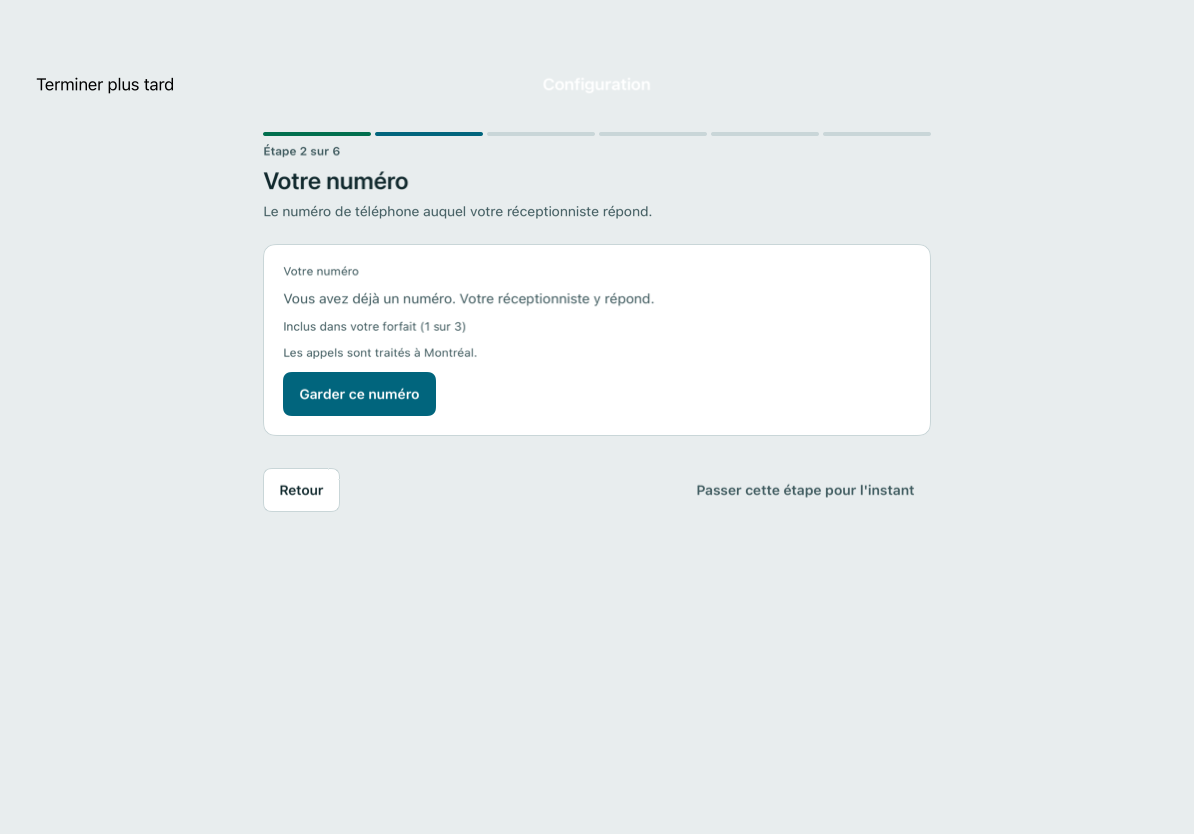 Terminer plus tard
Configuration
Étape 2 sur 6
Votre numéro
Le numéro de téléphone auquel votre réceptionniste répond.
Votre numéro
Vous avez déjà un numéro. Votre réceptionniste y répond.
Inclus dans votre forfait (1 sur 3)
Les appels sont traités à Montréal.
Garder ce numéro
Retour
Passer cette étape pour l'instant